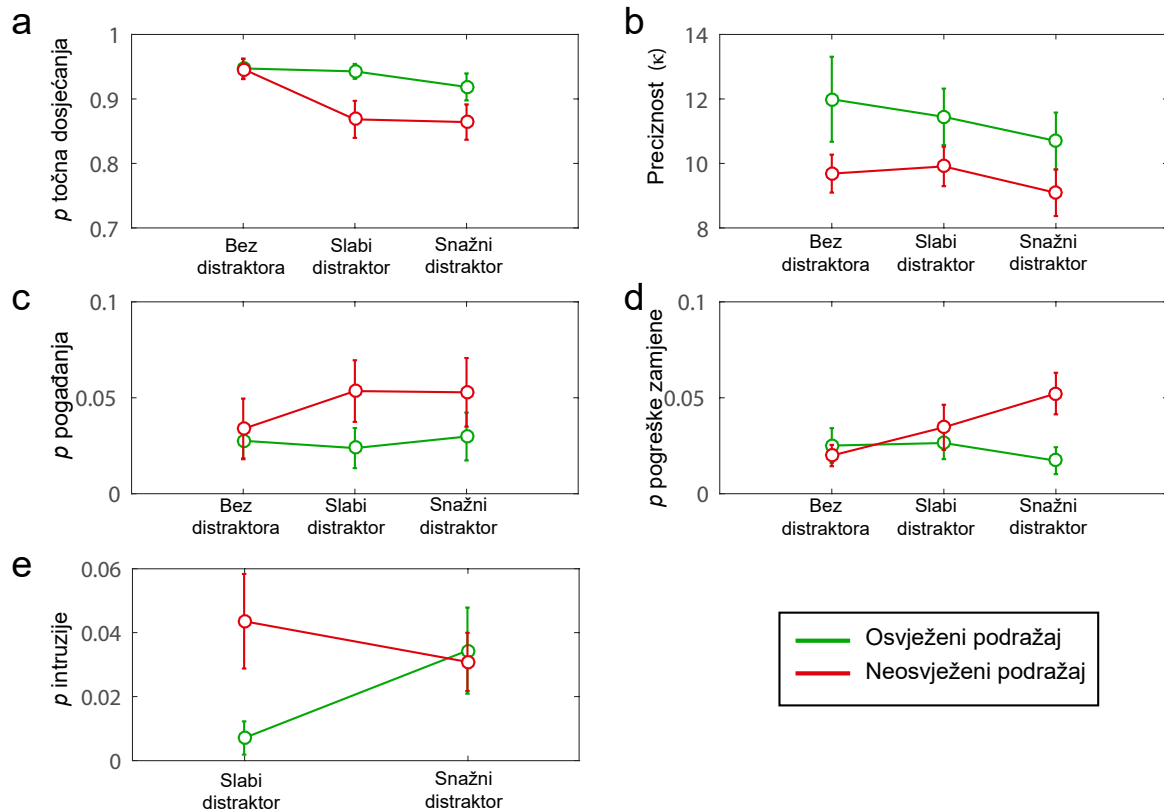 a
p točna dosjećanja
1
0.9
0.8
0.7
Bez
distraktora
Slabi
distraktor
Snažni
distraktor
b
Preciznost (κ)
14
12
10
8
Bez
distraktora
Slabi
distraktor
Snažni
distraktor
c
p pogađanja
0.1
0.05
0
Bez
distraktora
Slabi
distraktor
Snažni
distraktor
d
p pogreške zamjene
0.1
0.05
0
Bez
distraktora
Slabi
distraktor
Snažni
distraktor
e
p intruzije
0.06
0.04
0.02
0
Slabi
distraktor
Snažni
distraktor
Osvježeni podražaj
Neosvježeni podražaj